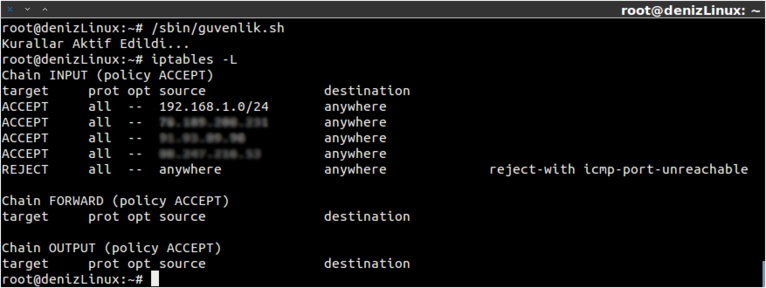 root@denizLinux: ~
root@denizLinux:~# /sbin/guvenlik.sh
Kurallar Aktif Edildi...
root@denizLinux:~# iptables -L
Chain INPUT (policy ACCEPT)
target     prot opt source               destination
ACCEPT     all  --  192.168.1.0/24       anywhere
ACCEPT     all  --                       anywhere
ACCEPT     all  --                       anywhere
ACCEPT     all  --                       anywhere
REJECT     all  --  anywhere             anywhere             reject-with icmp-port-unreachable
Chain FORWARD (policy ACCEPT)
target     prot opt source               destination
Chain OUTPUT (policy ACCEPT)
target     prot opt source               destination
root@denizLinux:~#